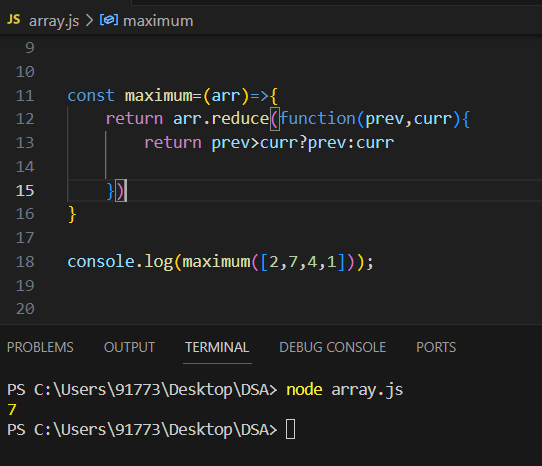 JS array.js > maximum
9
10
11 const maximum=(arr)=>{
12 return arr.reduce(function(prev,curr){
13 return prev>curr?prev:curr
14
15 })
16 }
17
18 console.log(maximum([2,7,4,1]));
19
20
PROBLEMS OUTPUT TERMINAL DEBUG CONSOLE PORTS
PS C:\Users\91773\Desktop\DSA> node array.js
7
PS C:\Users\91773\Desktop\DSA>